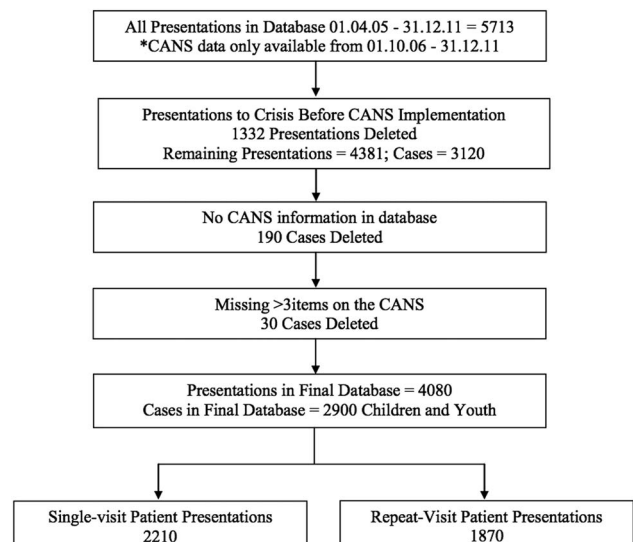 All Presentations in Database 01.04.05 - 31.12.11 = 5713
*CANS data only available from 01.10.06 - 31.12.11
Presentations to Crisis Before CANS Implementation
1332 Presentations Deleted
Remaining Presentations = 4381; Cases = 3120
No CANS information in database
190 Cases Deleted
Missing >3items on the CANS
30 Cases Deleted
Presentations in Final Database = 4080
Cases in Final Database = 2900 Children and Youth
Single-visit Patient Presentations
2210
Repeat-Visit Patient Presentations
1870